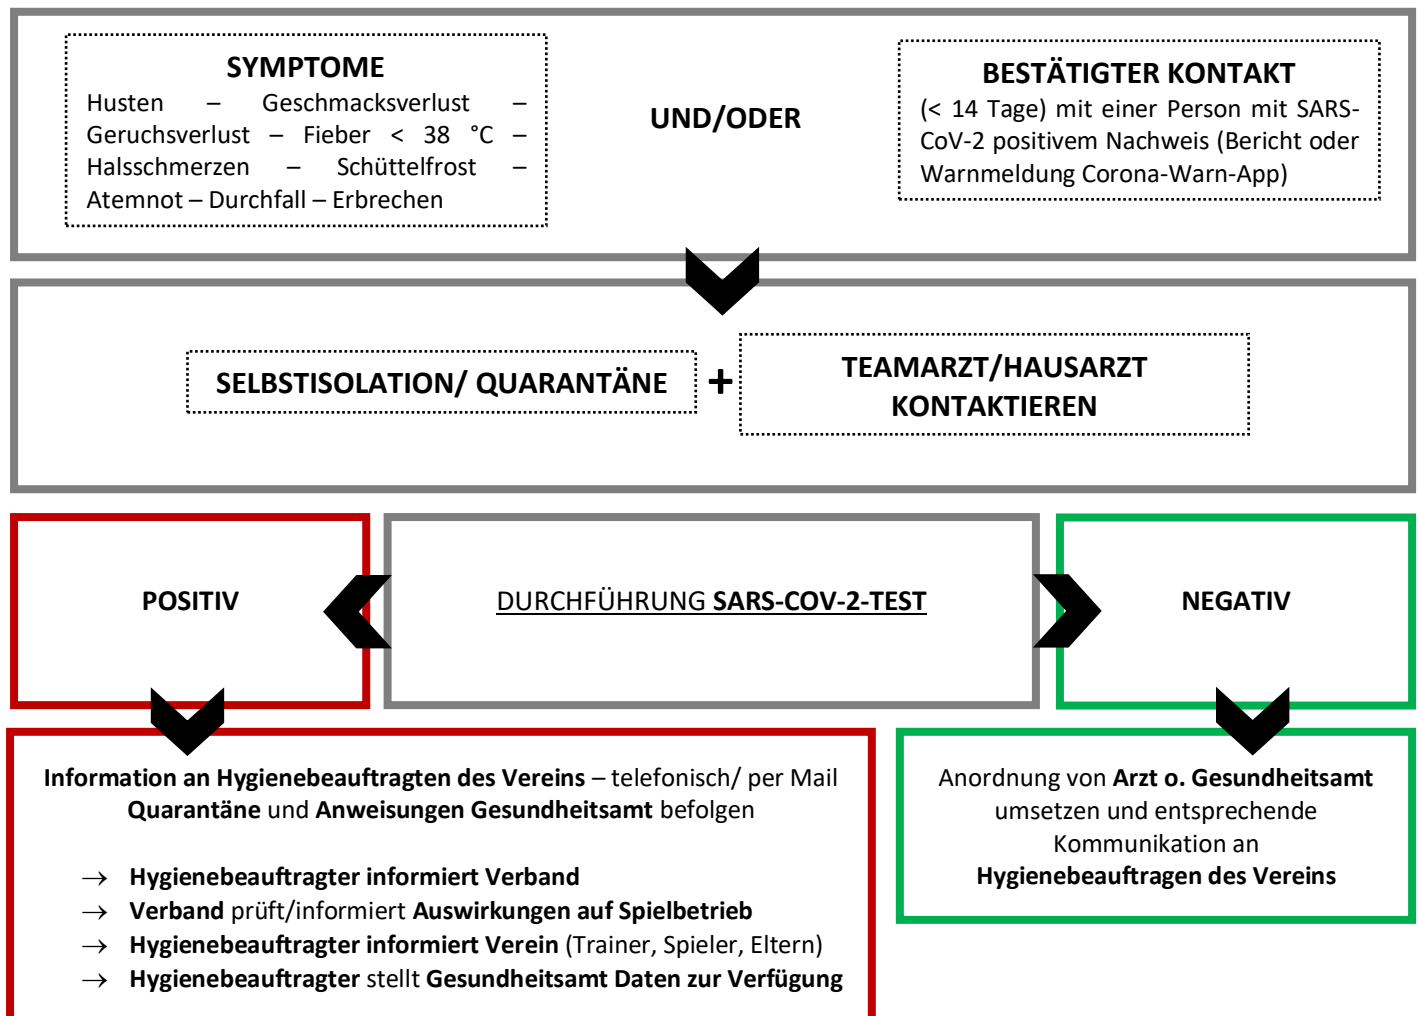 SYMPTOME
Husten – Geschmacksverlust –
Geruchsverlust – Fieber < 38 °C –
Halsschmerzen – Schüttelfrost –
Atemnot – Durchfall – Erbrechen
UND/ODER
BESTÄTIGTER KONTAKT
(< 14 Tage) mit einer Person mit SARS-
CoV-2 positivem Nachweis (Bericht oder
Warnmeldung Corona-Warn-App)
SELBSTISOLATION/ QUARANTÄNE
+
TEAMARZT/HAUSARZT
KONTAKTIEREN
POSITIV
DURCHFÜHRUNG SARS-COV-2-TEST
NEGATIV
Information an Hygienebeauftragten des Vereins – telefonisch/ per Mail
Quarantäne und Anweisungen Gesundheitsamt befolgen
→ Hygienebeauftragter informiert Verband
→ Verband prüft/informiert Auswirkungen auf Spielbetrieb
→ Hygienebeauftragter informiert Verein (Trainer, Spieler, Eltern)
→ Hygienebeauftragter stellt Gesundheitsamt Daten zur Verfügung
Anordnung von Arzt o. Gesundheitsamt
umsetzen und entsprechende
Kommunikation an
Hygienebeauftragen des Vereins